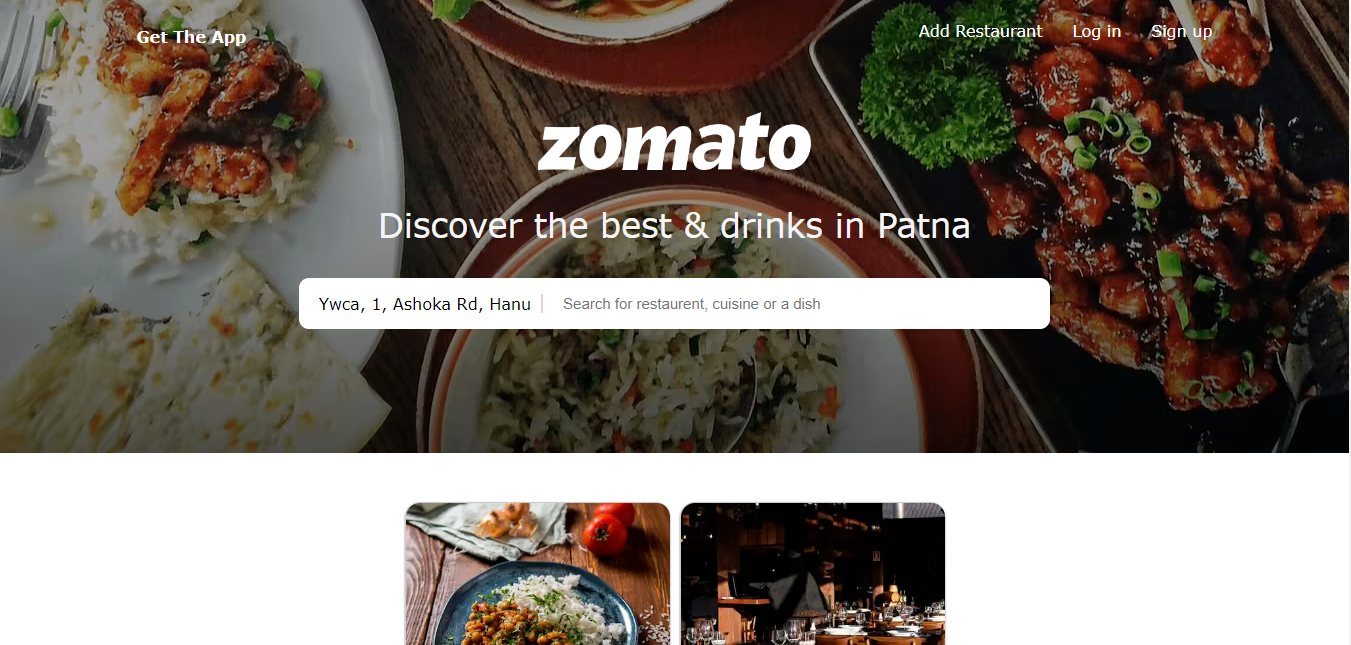 Get The App
Add Restaurant Log in Sign up
zomato
Discover the best & drinks in Patna
Ywca, 1, Ashoka Rd, Hanu Search for restaurent, cuisine or a dish